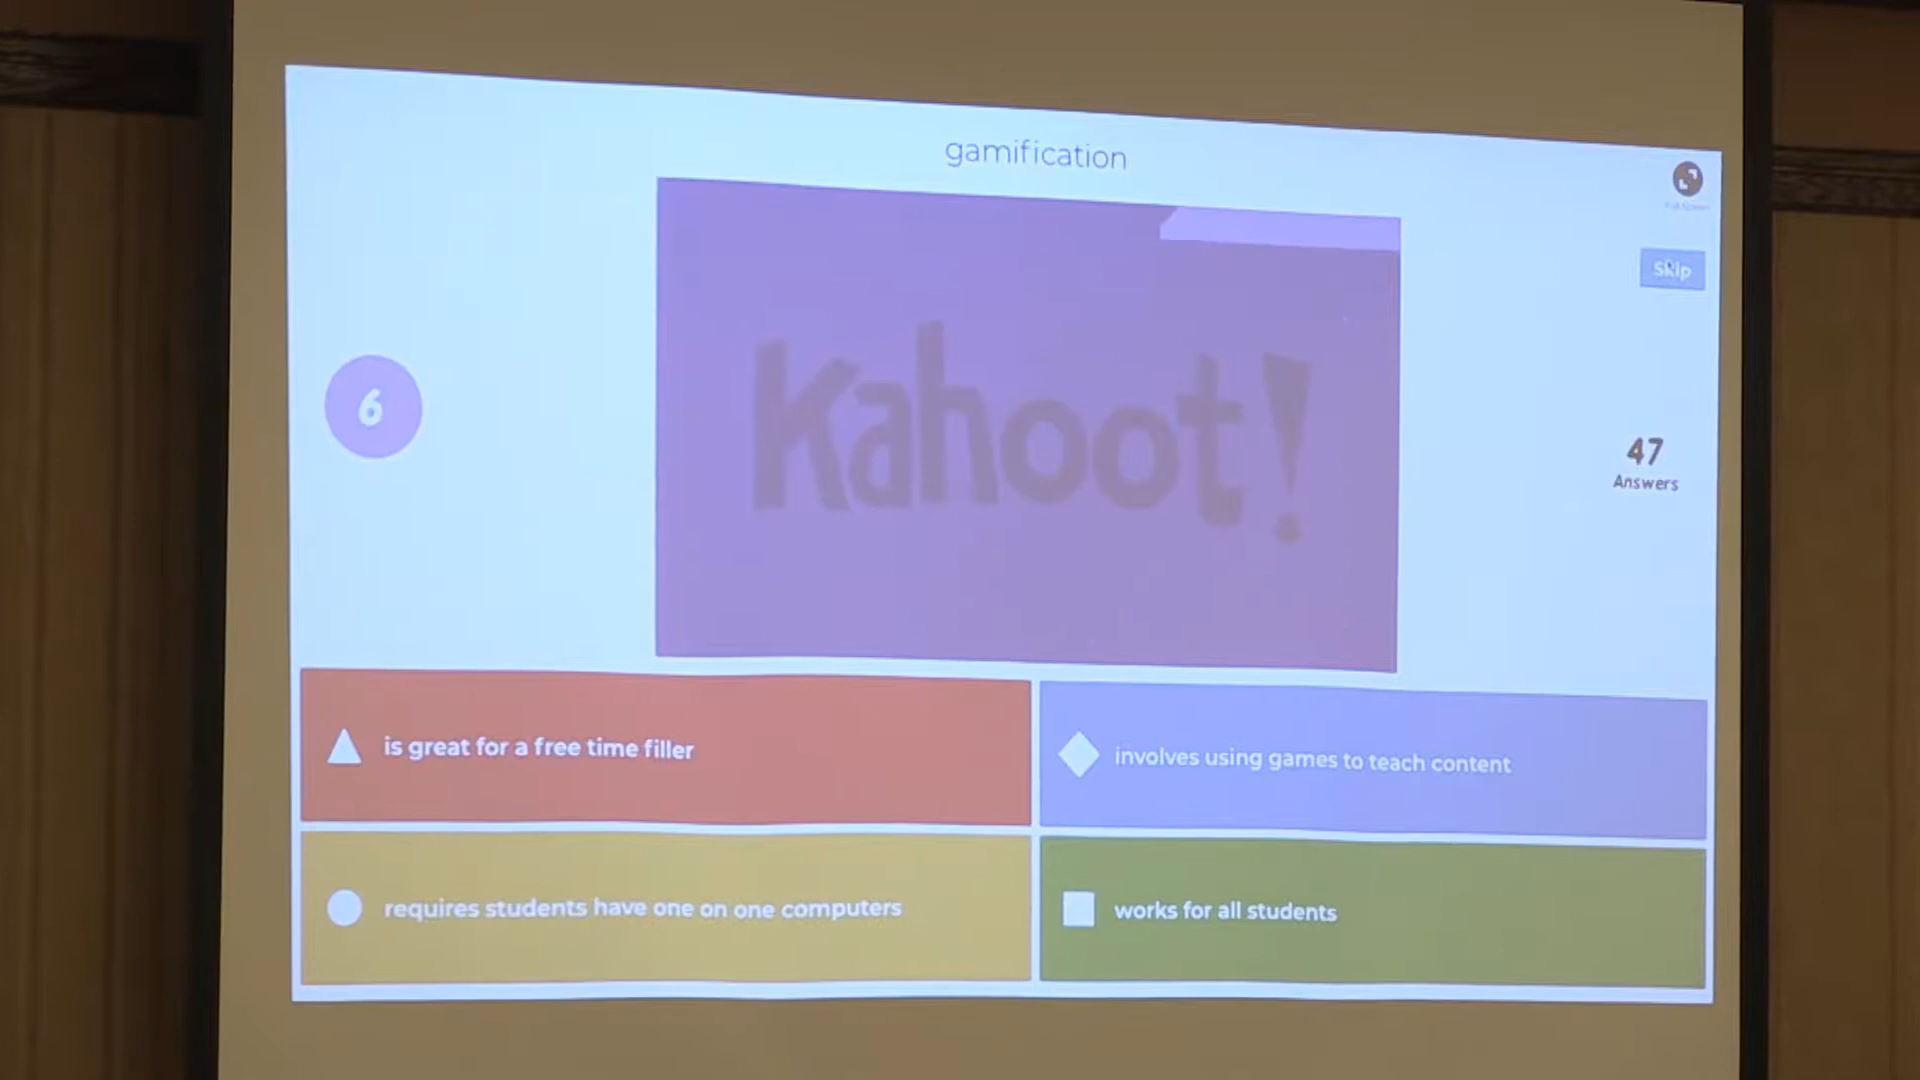 gamification
Skip
6
Kahoot!
47
Answers
is great for a free time filler
involves using games to teach content
requires students have one on one computers
works for all students